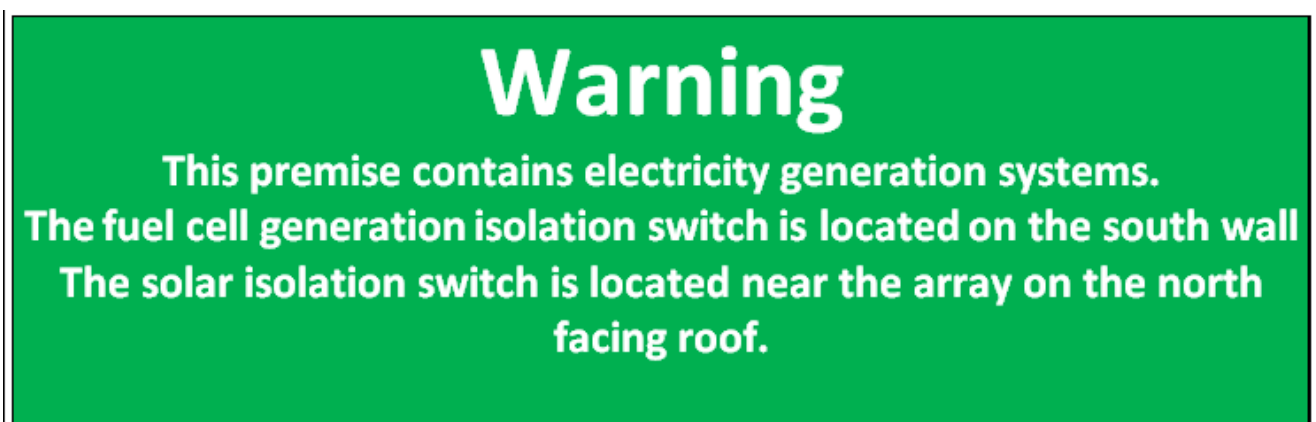 Warning
This premise contains electricity generation systems.
The fuel cell generation isolation switch is located on the south wall
The solar isolation switch is located near the array on the north
facing roof.